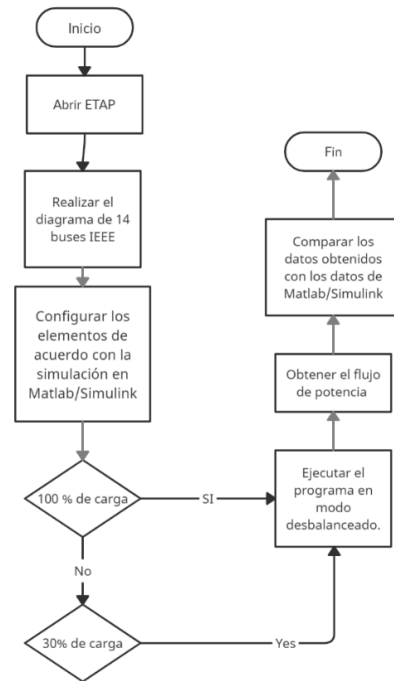 Inicio
Abrir ETAP
Realizar el
diagrama de 14
buses IEEE
Configurar los
elementos de
acuerdo con la
simulación en
Matlab/Simulink
100 % de carga
SI
No
30% de carga
Yes
Ejecutar el
programa en
modo
desbalanceado.
Obtener el flujo
de potencia
Comparar los
datos obtenidos
con los datos de
Matlab/Simulink
Fin